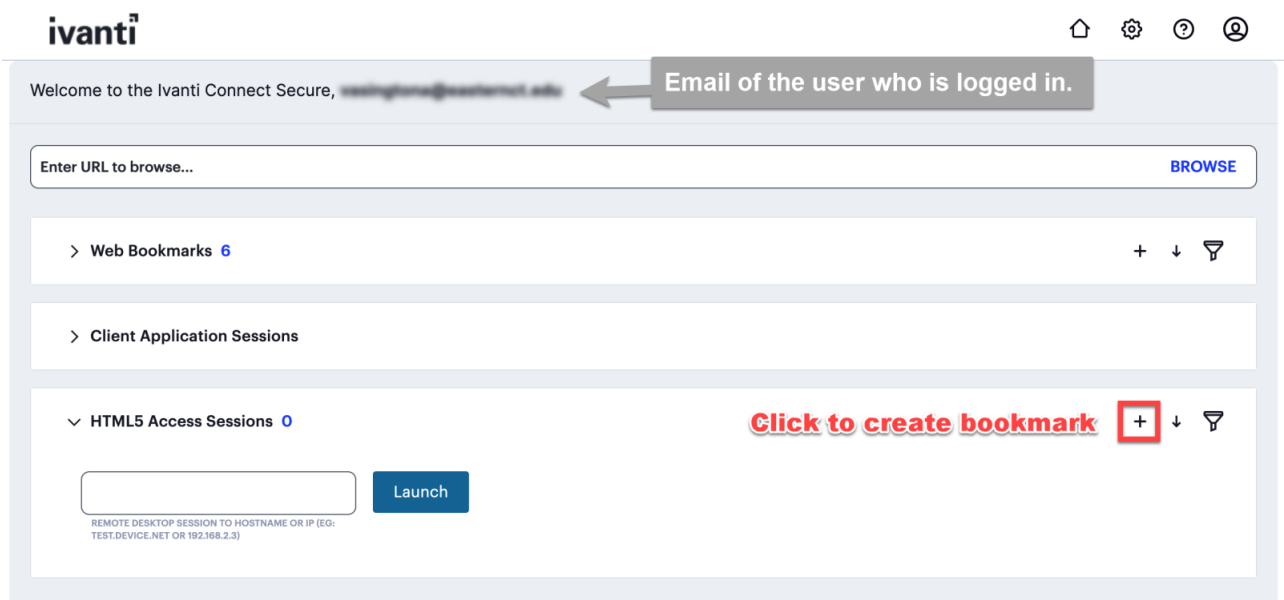 ivanti
Welcome to the Ivanti Connect Secure,
Email of the user who is logged in.
Enter URL to browse...
BROWSE
Web Bookmarks 6
Client Application Sessions
HTML5 Access Sessions 0
Click to create bookmark
Launch
REMOTE DESKTOP SESSION TO HOSTNAME OR IP (EG:
TEST.DEVICE.NET OR 192.168.2.3)